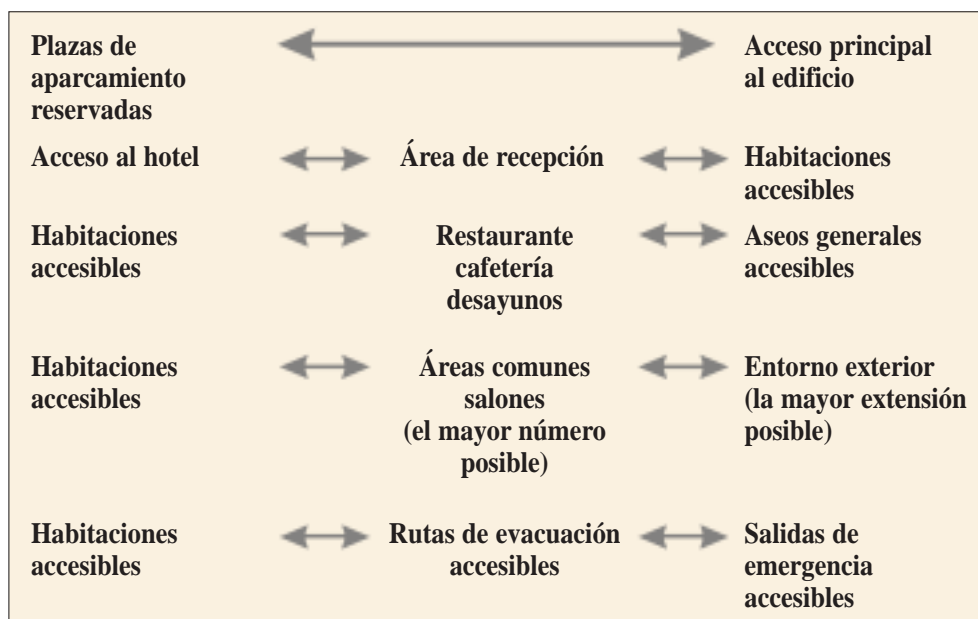 Plazas de
aparcamiento
reservadas
Acceso principal
al edificio
Acceso al hotel
Área de recepción
Habitaciones
accesibles
Habitaciones
accesibles
Restaurante
cafetería
desayunos
Aseos generales
accesibles
Habitaciones
accesibles
Áreas comunes
salones
(el mayor número
posible)
Entorno exterior
(la mayor extensión
posible)
Habitaciones
accesibles
Rutas de evacuación
accesibles
Salidas de
emergencia
accesibles